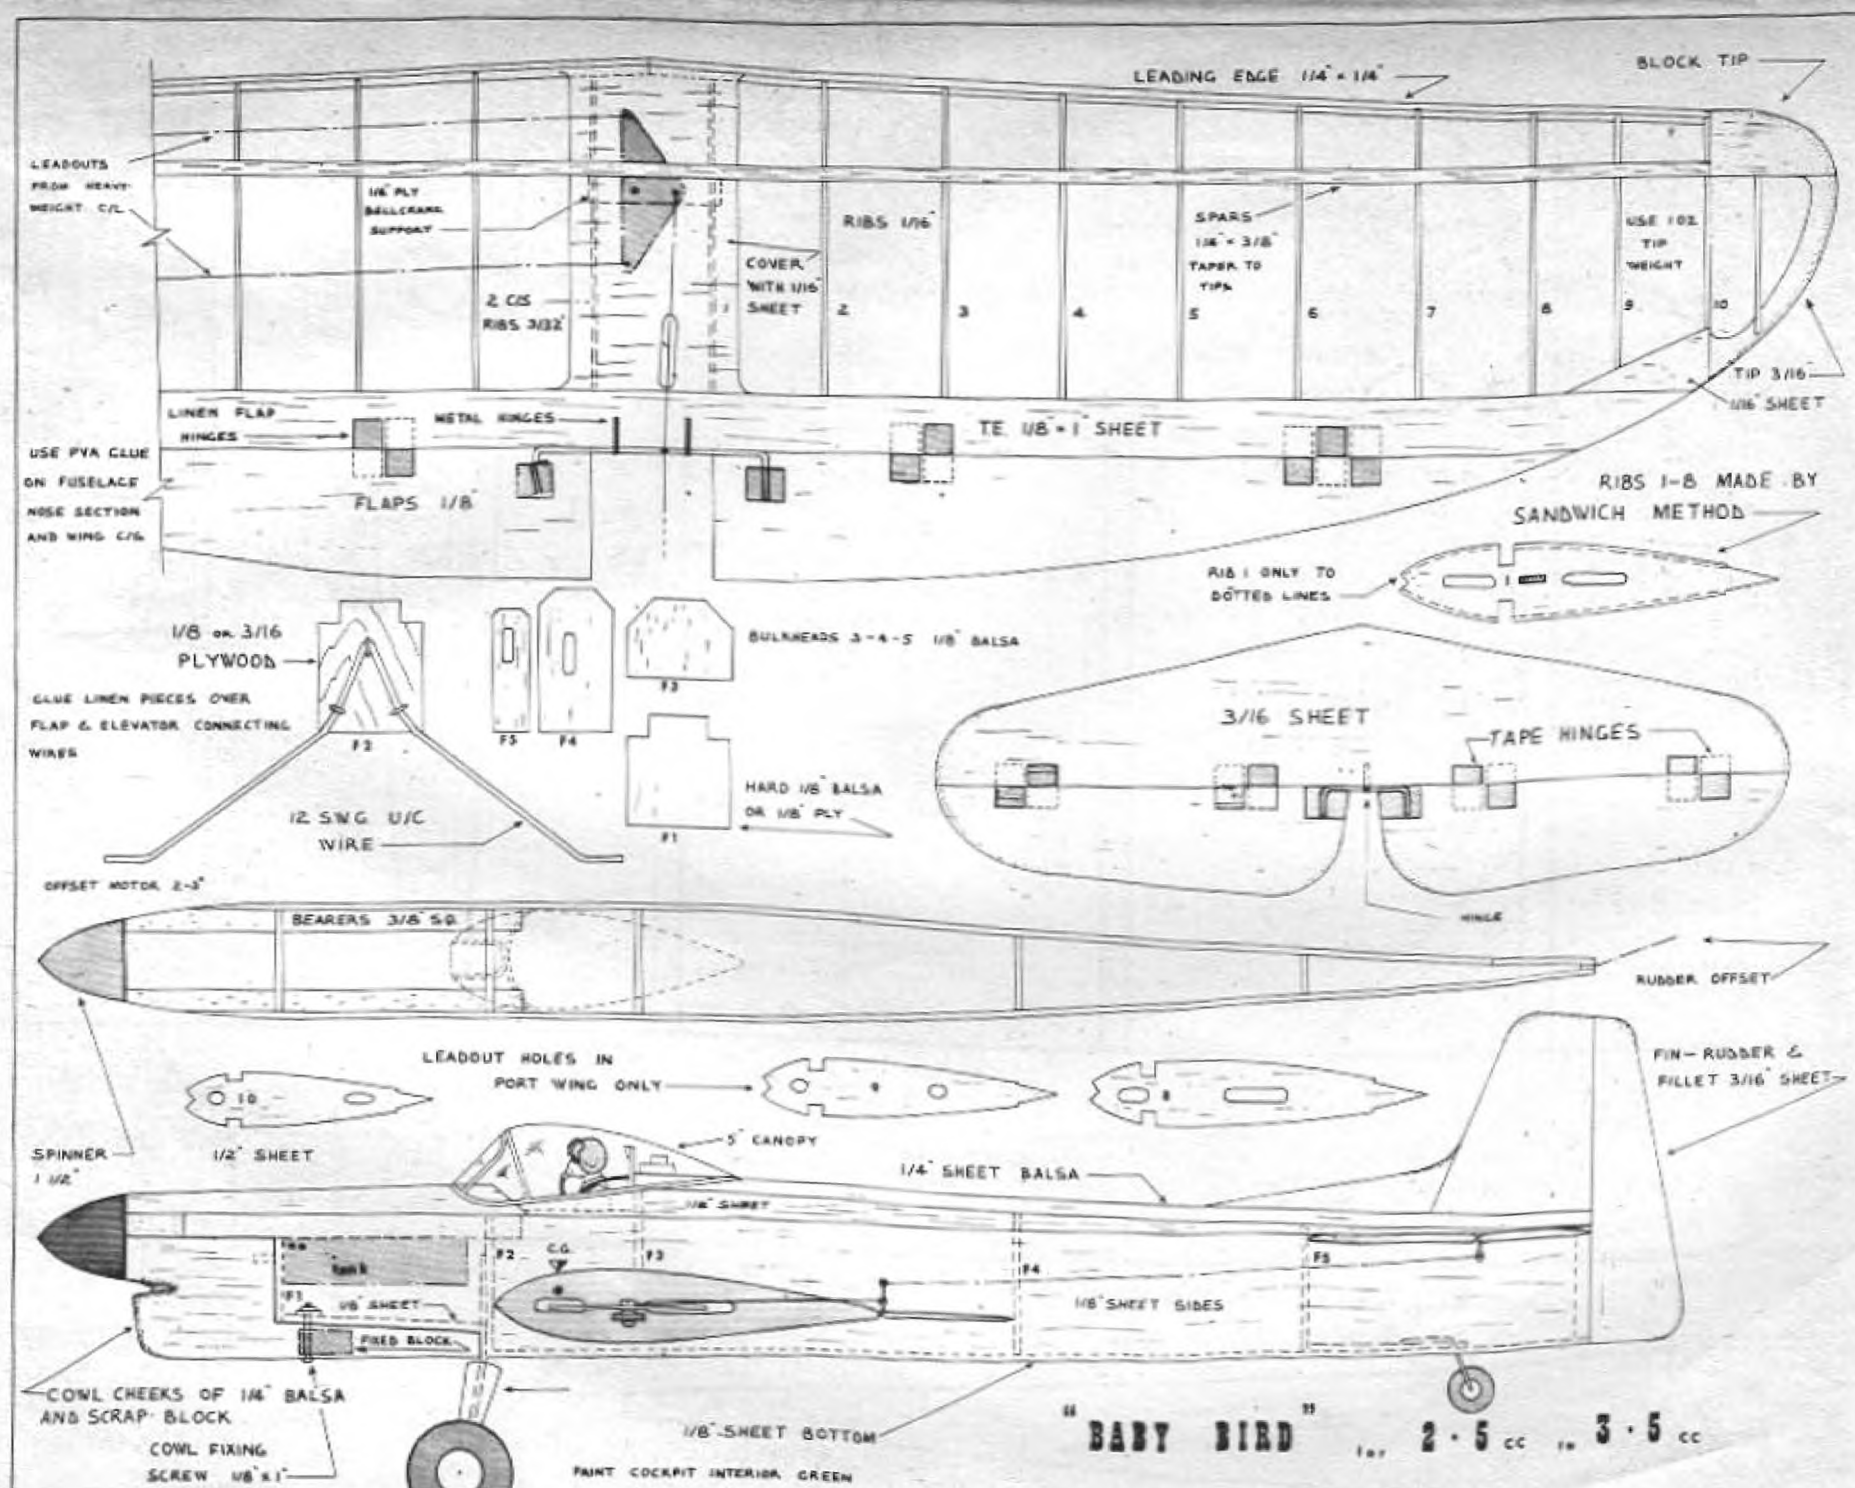 LEADING EDGE 1/4" × 1/4"
BLOCK TIP
LEADOUTS
FROM HEAVY-
WEIGHT C/L
1/8" PLY
BELLCRANK
SUPPORT
RIBS 1/16"
SPARS
1/4" × 3/8"
TAPER TO
TIPS
USE 1OZ
TIP
WEIGHT
COVER
WITH 1/16"
SHEET
2 C/S
RIBS 3/32"
1
2
3
4
5
6
7
8
9
10
TIP 3/16"
1/16" SHEET
LINEN FLAP
HINGES
METAL HINGES
T.E. 1/8" × 1" SHEET
USE PVA GLUE
ON FUSELAGE
NOSE SECTION
AND WING C/S
FLAPS 1/8"
RIBS 1-8 MADE BY
SANDWICH METHOD
RIB 1 ONLY TO
DOTTED LINES
1
1/8 OR 3/16
PLYWOOD
BULKHEADS 3-4-5 1/8" BALSA
F3
GLUE LINEN PIECES OVER
FLAP & ELEVATOR CONNECTING
WIRES
F2
F5
F4
3/16 SHEET
TAPE HINGES
HARD 1/8" BALSA
OR 1/8" PLY
F1
12 S.W.G U/C
WIRE
OFFSET MOTOR 2-3°
HINGE
BEARERS 3/8" SQ.
RUDDER OFFSET
LEADOUT HOLES IN
PORT WING ONLY
10
9
8
FIN-RUDDER &
FILLET 3/16" SHEET
SPINNER
1 1/2"
1/2" SHEET
5" CANOPY
1/4" SHEET BALSA
1/8" SHEET
F2
C.G.
F3
F4
F5
TANK
F1
1/8" SHEET
1/8" SHEET SIDES
FIXED BLOCK
COWL CHEEKS OF 1/4" BALSA
AND SCRAP BLOCK
COWL FIXING
SCREW 1/8" × 1"
1/8" SHEET BOTTOM
PAINT COCKPIT INTERIOR GREEN
"BABY BIRD" for 2·5 cc to 3·5 cc